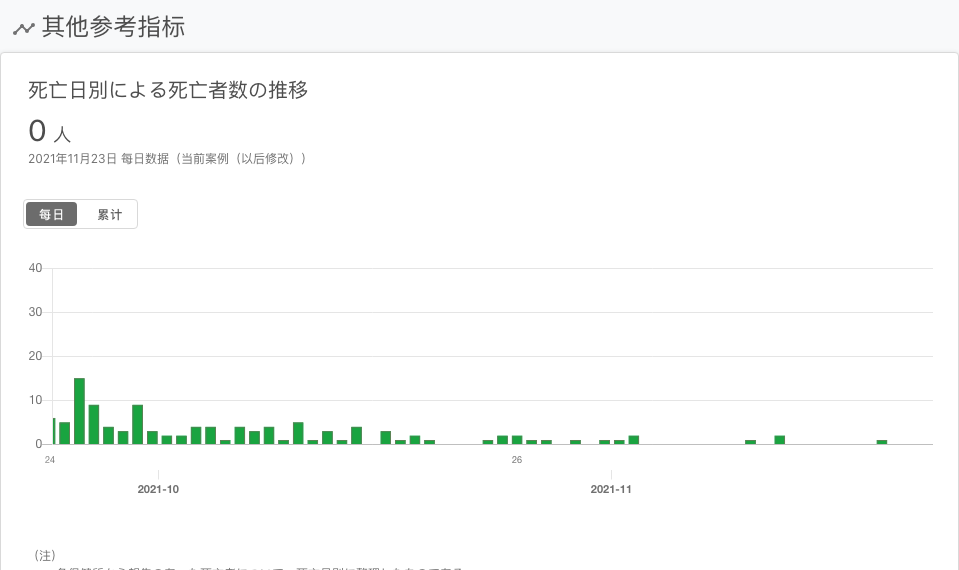 其他参考指标
死亡日別による死亡者数の推移
0 人
2021年11月23日 每日数据（当前案例（以后修改））
每日 累计
40
30
20
10
0
24 26
2021-10 2021-11
（注）